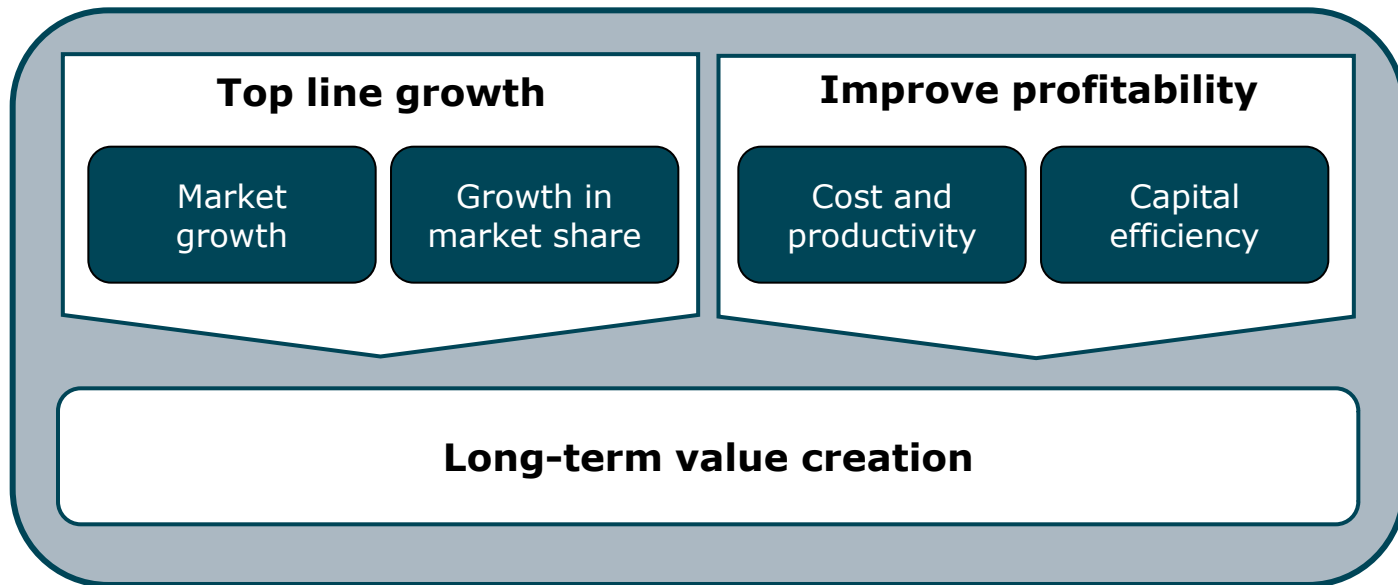 Top line growth
Market
growth
Growth in
market share
Improve profitability
Cost and
productivity
Capital
efficiency
Long-term value creation